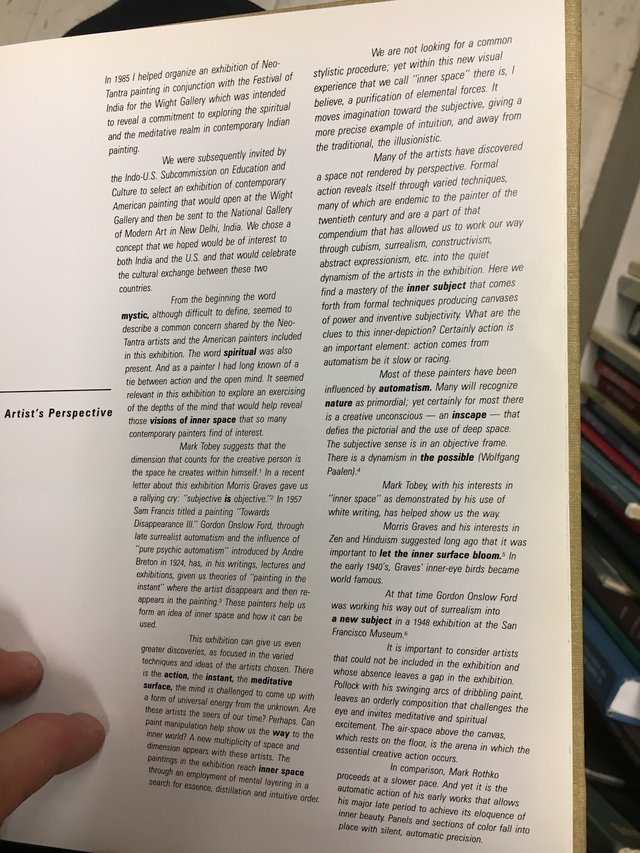 Artist's Perspective
In 1985 I helped organize an exhibition of Neo-
Tantra painting in conjunction with the Festival of
India for the Wight Gallery which was intended
to reveal a commitment to exploring the spiritual
and the meditative realm in contemporary Indian
painting.
We were subsequently invited by
the Indo-U.S. Subcommission on Education and
Culture to select an exhibition of contemporary
American painting that would open at the Wight
Gallery and then be sent to the National Gallery
of Modern Art in New Delhi, India. We chose a
concept that we hoped would be of interest to
both India and the U.S. and that would celebrate
the cultural exchange between these two
countries.
From the beginning the word
mystic, although difficult to define, seemed to
describe a common concern shared by the Neo-
Tantra artists and the American painters included
in this exhibition. The word spiritual was also
present. And as a painter I had long known of a
tie between action and the open mind. It seemed
relevant in this exhibition to explore an exercising
of the depths of the mind that would help reveal
those visions of inner space that so many
contemporary painters find of interest.
Mark Tobey suggests that the
dimension that counts for the creative person is
the space he creates within himself.¹ In a recent
letter about this exhibition Morris Graves gave us
a rallying cry: "subjective is objective."² In 1957
Sam Francis titled a painting "Towards
Disappearance III." Gordon Onslow Ford, through
late surrealist automatism and the influence of
"pure psychic automatism" introduced by Andre
Breton in 1924, has, in his writings, lectures and
exhibitions, given us theories of "painting in the
instant" where the artist disappears and then re-
appears in the painting.³ These painters help us
form an idea of inner space and how it can be
used.
This exhibition can give us even
greater discoveries, as focused in the varied
techniques and ideas of the artists chosen. There
is the action, the instant, the meditative
surface, the mind is challenged to come up with
a form of universal energy from the unknown. Are
these artists the seers of our time? Perhaps. Can
paint manipulation help show us the way to the
inner world? A new multiplicity of space and
dimension appears with these artists. The
paintings in the exhibition reach inner space
through an employment of mental layering in a
search for essence, distillation and intuitive order.
We are not looking for a common
stylistic procedure; yet within this new visual
experience that we call "inner space" there is, I
believe, a purification of elemental forces. It
moves imagination toward the subjective, giving a
more precise example of intuition, and away from
the traditional, the illusionistic.
Many of the artists have discovered
a space not rendered by perspective. Formal
action reveals itself through varied techniques,
many of which are endemic to the painter of the
twentieth century and are a part of that
compendium that has allowed us to work our way
through cubism, surrealism, constructivism,
abstract expressionism, etc. into the quiet
dynamism of the artists in the exhibition. Here we
find a mastery of the inner subject that comes
forth from formal techniques producing canvases
of power and inventive subjectivity. What are the
clues to this inner-depiction? Certainly action is
an important element: action comes from
automatism be it slow or racing.
Most of these painters have been
influenced by automatism. Many will recognize
nature as primordial; yet certainly for most there
is a creative unconscious — an inscape — that
defies the pictorial and the use of deep space.
The subjective sense is in an objective frame.
There is a dynamism in the possible (Wolfgang
Paalen).⁴
Mark Tobey, with his interests in
"inner space" as demonstrated by his use of
white writing, has helped show us the way.
Morris Graves and his interests in
Zen and Hinduism suggested long ago that it was
important to let the inner surface bloom.⁵ In
the early 1940's, Graves' inner-eye birds became
world famous.
At that time Gordon Onslow Ford
was working his way out of surrealism into
a new subject in a 1948 exhibition at the San
Francisco Museum.⁶
It is important to consider artists
that could not be included in the exhibition and
whose absence leaves a gap in the exhibition.
Pollock with his swinging arcs of dribbling paint,
leaves an orderly composition that challenges the
eye and invites meditative and spiritual
excitement. The air-space above the canvas,
which rests on the floor, is the arena in which the
essential creative action occurs.
In comparison, Mark Rothko
proceeds at a slower pace. And yet it is the
automatic action of his early works that allows
his major late period to achieve its eloquence of
inner beauty. Panels and sections of color fall into
place with silent, automatic precision.